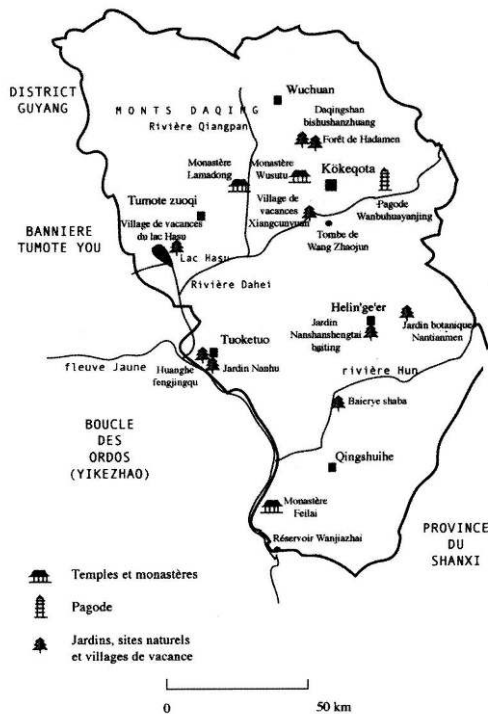 Wuchuan
DISTRICT
GUYANG
MONTS DAQING
Daqingshan
bishushanzhuang
Rivière Qiangpan
Forêt de Hadamen
Monastère
Lamadong
Monastère
Wusutu
Kökeqota
Tumote zuoqi
Village de
vacances
Xiangcunyuan
Pagode
Wanbuhuayanjing
BANNIERE
TUMOTE YOU
Village de vacances
du lac Hasu
Tombe de
Wang Zhaojun
Lac Hasu
Rivière Dahei
Helin'ge'er
Jardin
Nanshanshengtai
baiting
Jardin botanique
Nantianmen
Tuoketuo
fleuve Jaune
Huanghe
fengjingqu
Jardin Nanhu
rivière Hun
Baierye shaba
BOUCLE
DES
ORDOS
(YIKEZHAO)
Qingshuihe
Monastère
Feilai
PROVINCE
DU
SHANXI
Réservoir Wanjiazhai
Temples et monastères
Pagode
Jardins, sites naturels
et villages de vacance
0 50 km